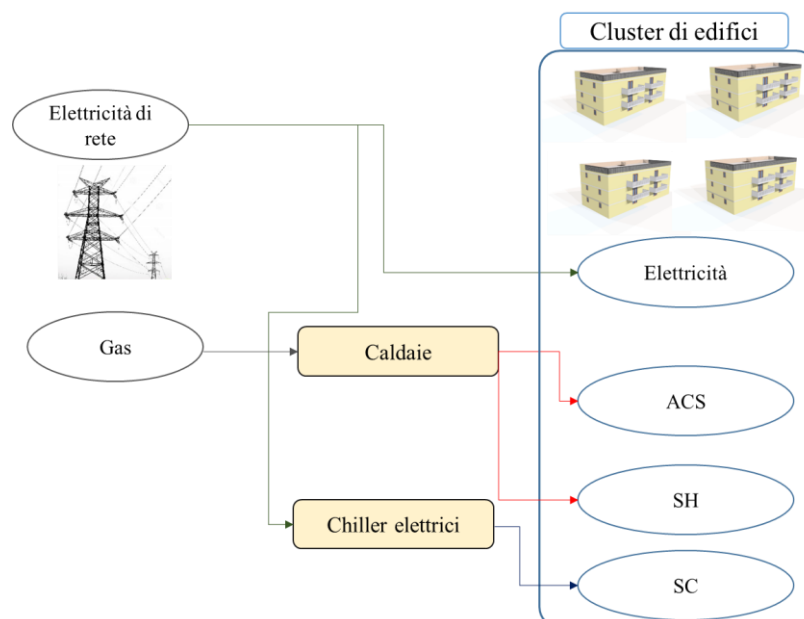 Cluster di edifici
Elettricità di
rete
Elettricità
Gas
Caldaie
ACS
SH
Chiller elettrici
SC